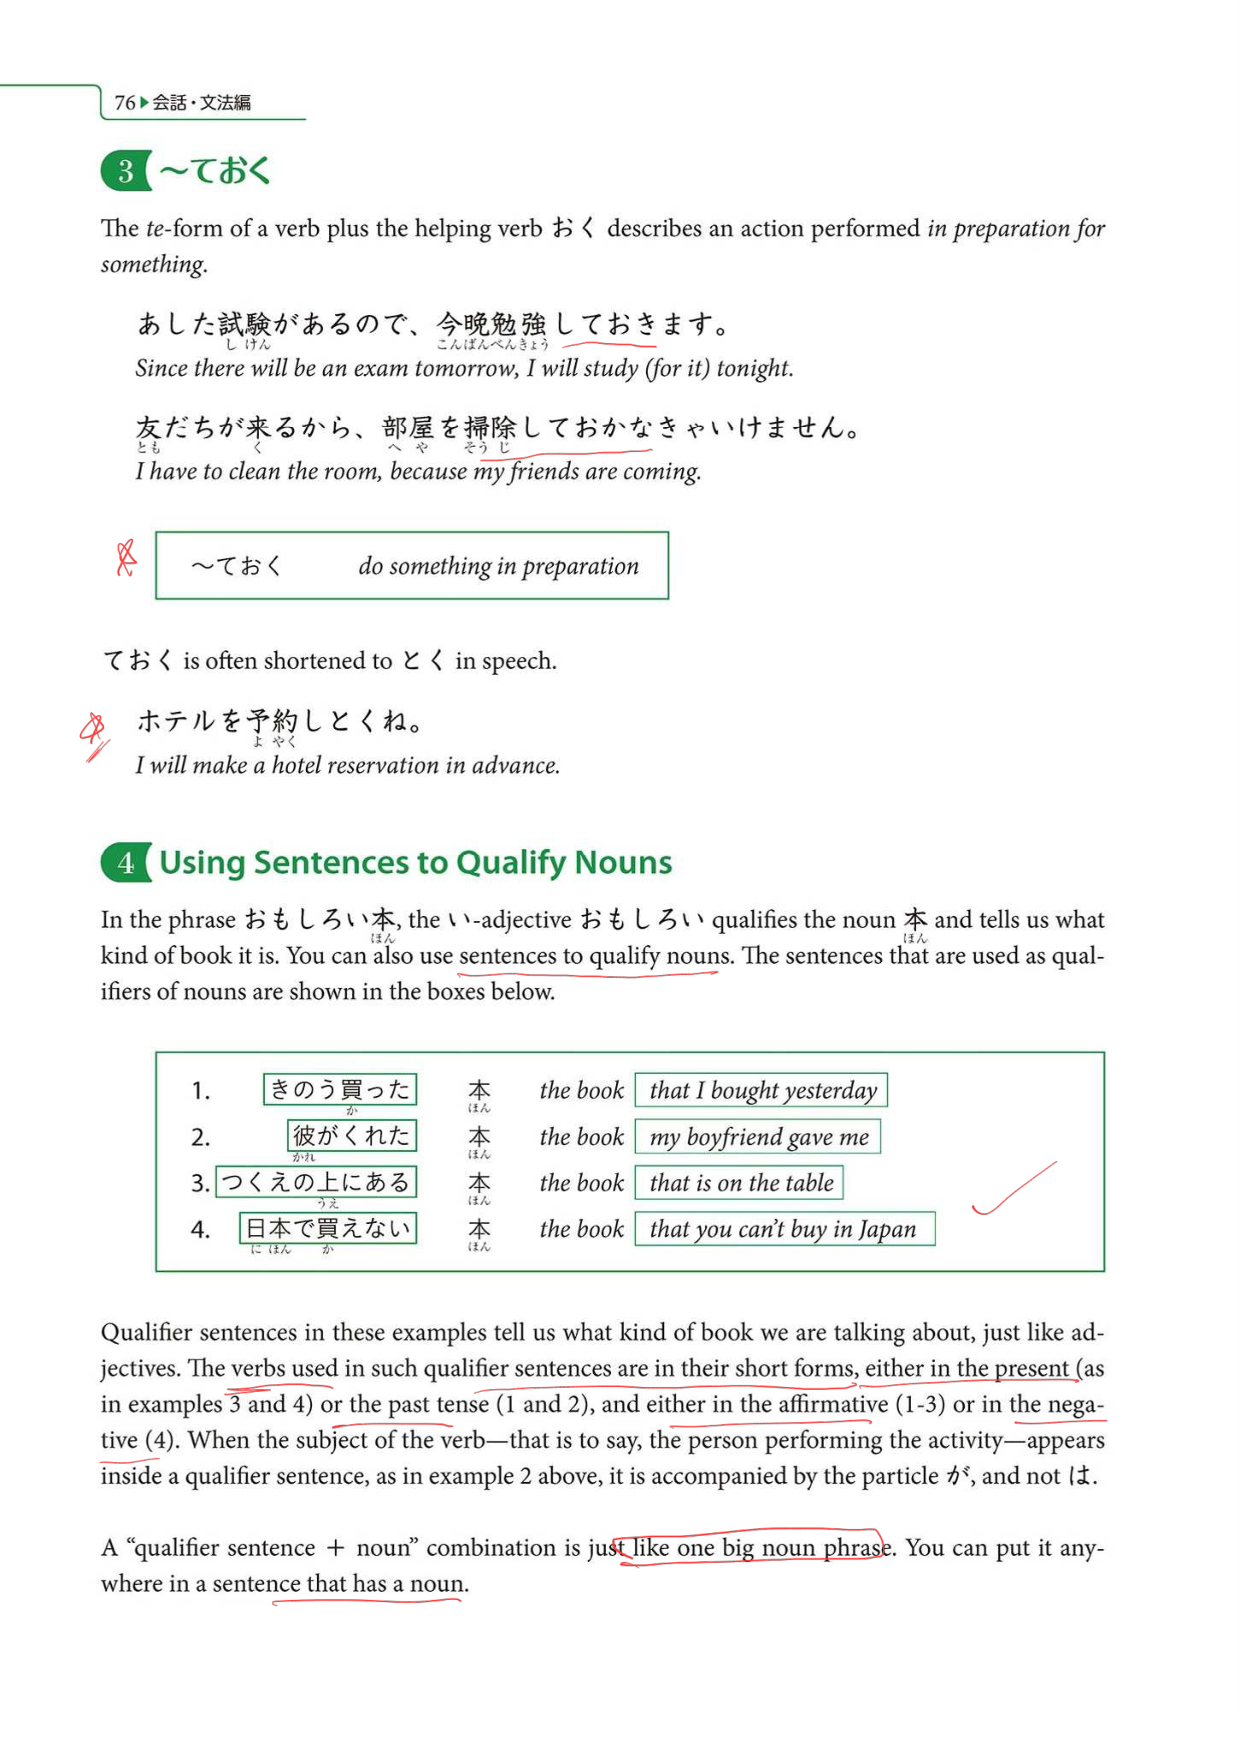 76▶会話・文法編
3 ～ておく
The te-form of a verb plus the helping verb おく describes an action performed in preparation for
something.
あした試験があるので、今晩勉強しておきます。
しけん こんばんべんきょう
Since there will be an exam tomorrow, I will study (for it) tonight.
友だちが来るから、部屋を掃除しておかなきゃいけません。
とも く へや そうじ
I have to clean the room, because my friends are coming.
～ておく do something in preparation
ておく is often shortened to とく in speech.
ホテルを予約しとくね。
よやく
I will make a hotel reservation in advance.
4 Using Sentences to Qualify Nouns
In the phrase おもしろい本, the い-adjective おもしろい qualifies the noun 本 and tells us what
ほん ほん
kind of book it is. You can also use sentences to qualify nouns. The sentences that are used as qual-
ifiers of nouns are shown in the boxes below.
1. きのう買った 本 the book that I bought yesterday
か ほん
2. 彼がくれた 本 the book my boyfriend gave me
かれ ほん
3. つくえの上にある 本 the book that is on the table
うえ ほん
4. 日本で買えない 本 the book that you can't buy in Japan
にほん か ほん
Qualifier sentences in these examples tell us what kind of book we are talking about, just like ad-
jectives. The verbs used in such qualifier sentences are in their short forms, either in the present (as
in examples 3 and 4) or the past tense (1 and 2), and either in the affirmative (1-3) or in the nega-
tive (4). When the subject of the verb—that is to say, the person performing the activity—appears
inside a qualifier sentence, as in example 2 above, it is accompanied by the particle が, and not は.
A “qualifier sentence + noun” combination is just like one big noun phrase. You can put it any-
where in a sentence that has a noun.